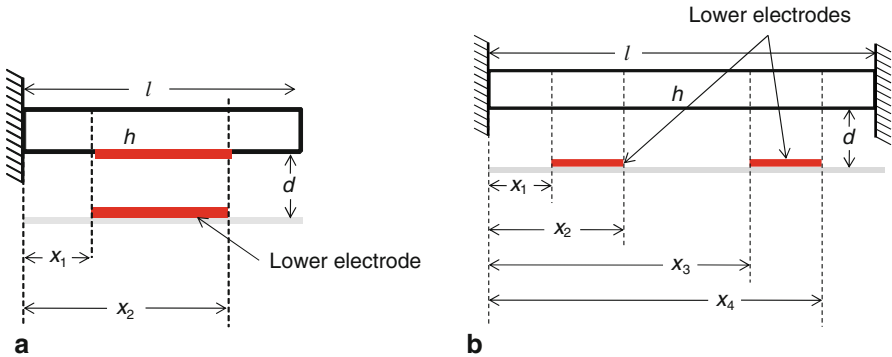 l
h
d
x1
Lower electrode
x2
a
Lower electrodes
l
h
d
x1
x2
x3
x4
b